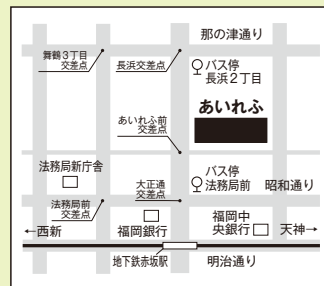 那の津通り
舞鶴3丁目
交差点
長浜交差点
バス停
長浜2丁目
あいれふ
あいれふ前
交差点
法務局新庁舎
大正通
交差点
バス停
法務局前
昭和通り
法務局前
交差点
←西新
福岡銀行
福岡中
央銀行
天神→
地下鉄赤坂駅
明治通り